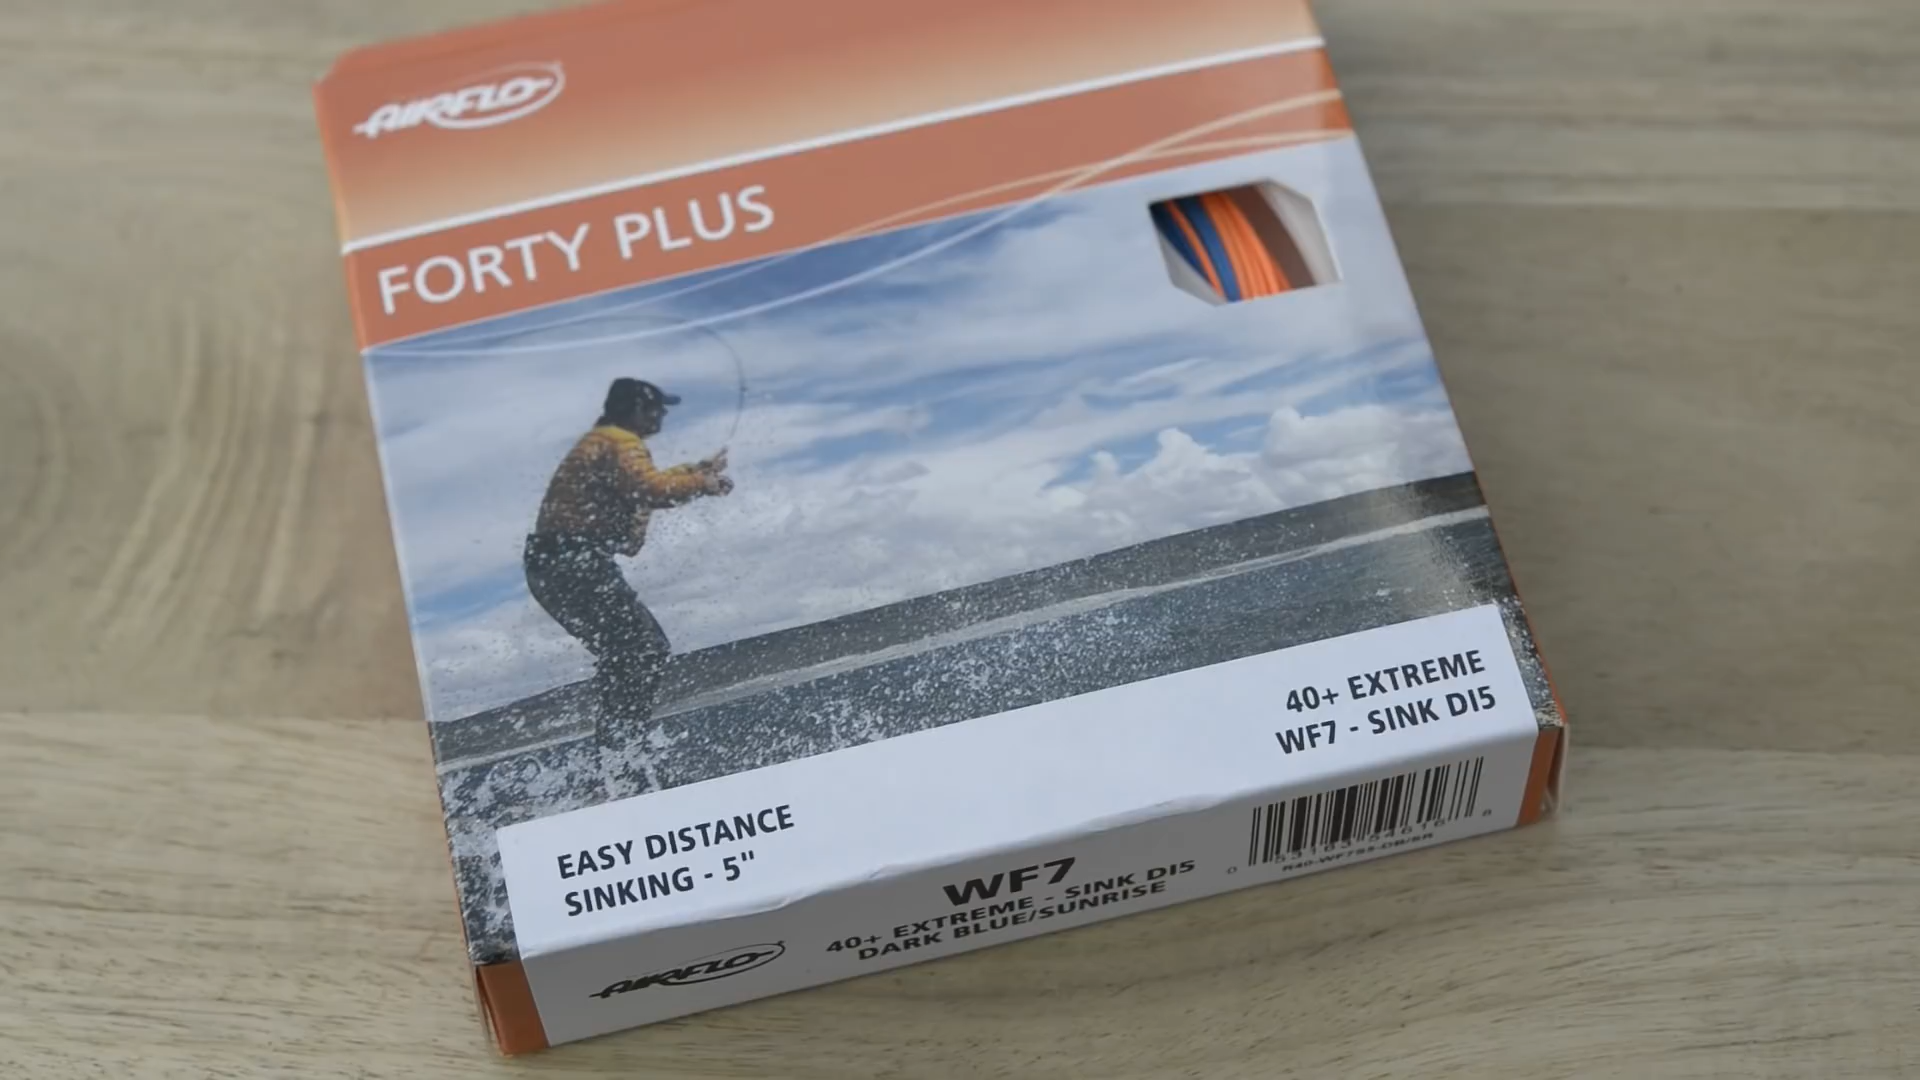 AIRFLO
FORTY PLUS
40+ EXTREME
WF7 - SINK DI5
EASY DISTANCE
SINKING - 5"
WF7
40+ EXTREME - SINK DI5
DARK BLUE/SUNRISE
AIRFLO